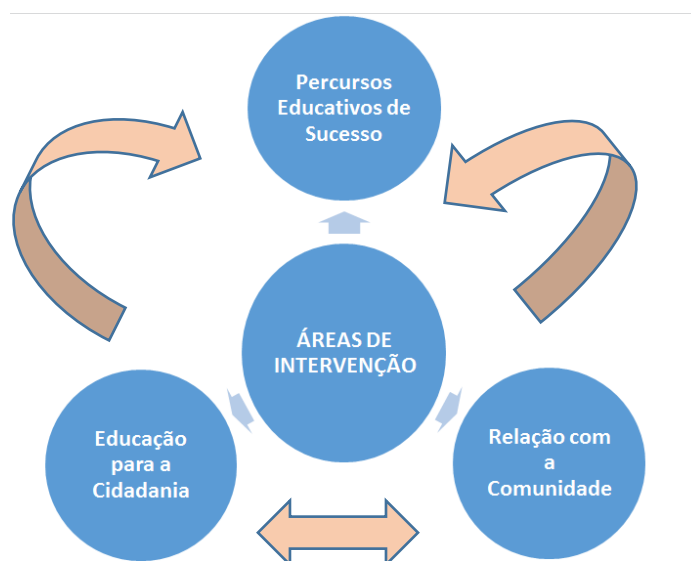 Percursos
Educativos de
Sucesso
ÁREAS DE
INTERVENÇÃO
Educação
para a
Cidadania
Relação com
a
Comunidade